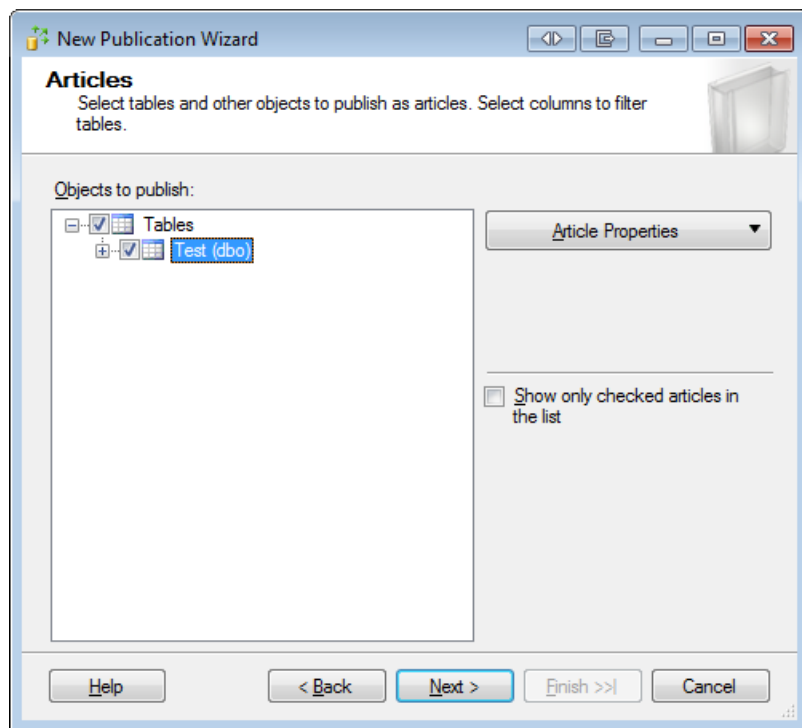 New Publication Wizard
Articles
Select tables and other objects to publish as articles. Select columns to filter
tables.
Objects to publish:
Tables
Test (dbo)
Article Properties
Show only checked articles in
the list
Help
< Back
Next >
Finish >>|
Cancel